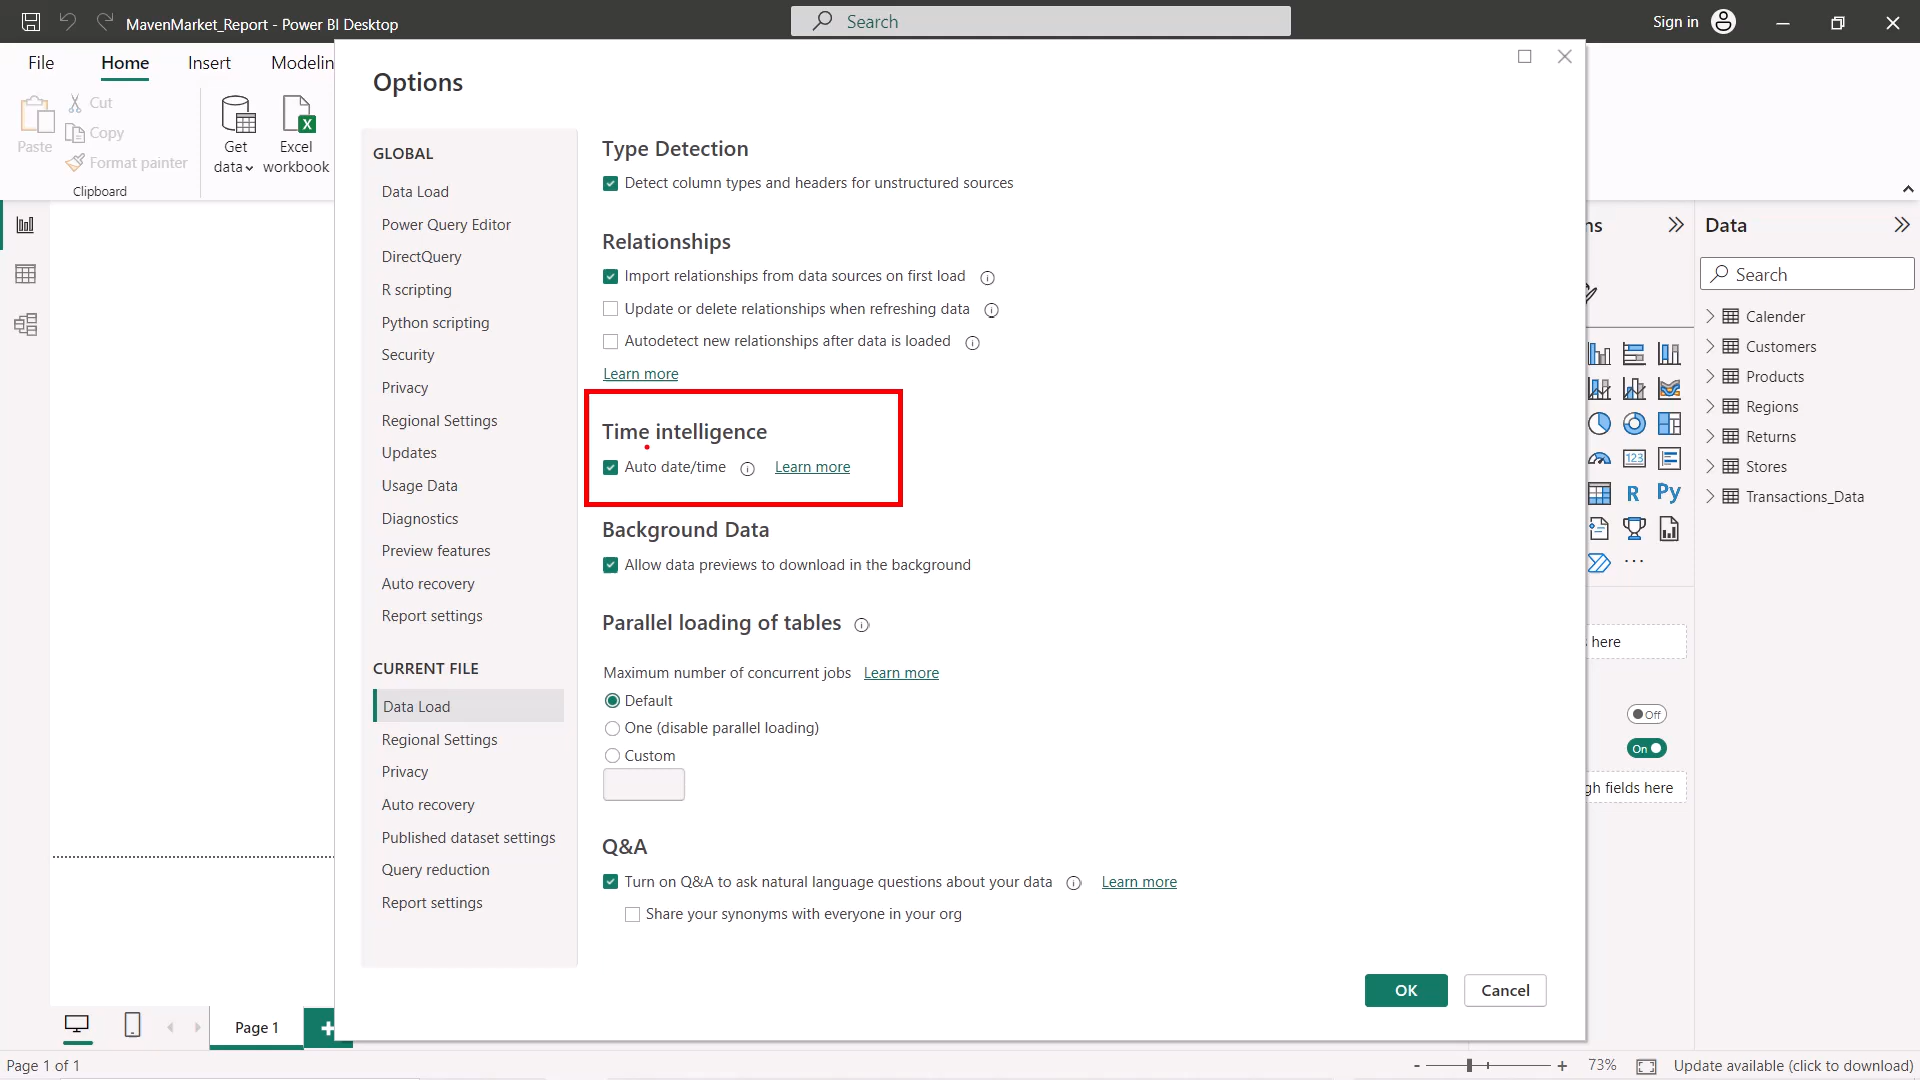 MavenMarket_Report - Power BI Desktop
Search
Sign in
File
Home
Insert
Modelin
Paste
Cut
Copy
Format painter
Clipboard
Get data
Excel workbook
Options
GLOBAL
Data Load
Power Query Editor
DirectQuery
R scripting
Python scripting
Security
Privacy
Regional Settings
Updates
Usage Data
Diagnostics
Preview features
Auto recovery
Report settings
CURRENT FILE
Data Load
Regional Settings
Privacy
Auto recovery
Published dataset settings
Query reduction
Report settings
Type Detection
Detect column types and headers for unstructured sources
Relationships
Import relationships from data sources on first load
Update or delete relationships when refreshing data
Autodetect new relationships after data is loaded
Learn more
Time intelligence
Auto date/time
Learn more
Background Data
Allow data previews to download in the background
Parallel loading of tables
Maximum number of concurrent jobs Learn more
Default
One (disable parallel loading)
Custom
Q&A
Turn on Q&A to ask natural language questions about your data
Learn more
Share your synonyms with everyone in your org
OK
Cancel
ns
123
R
Py
here
Off
On
gh fields here
Data
Search
Calender
Customers
Products
Regions
Returns
Stores
Transactions_Data
Page 1
Page 1 of 1
- + 73%
Update available (click to download)